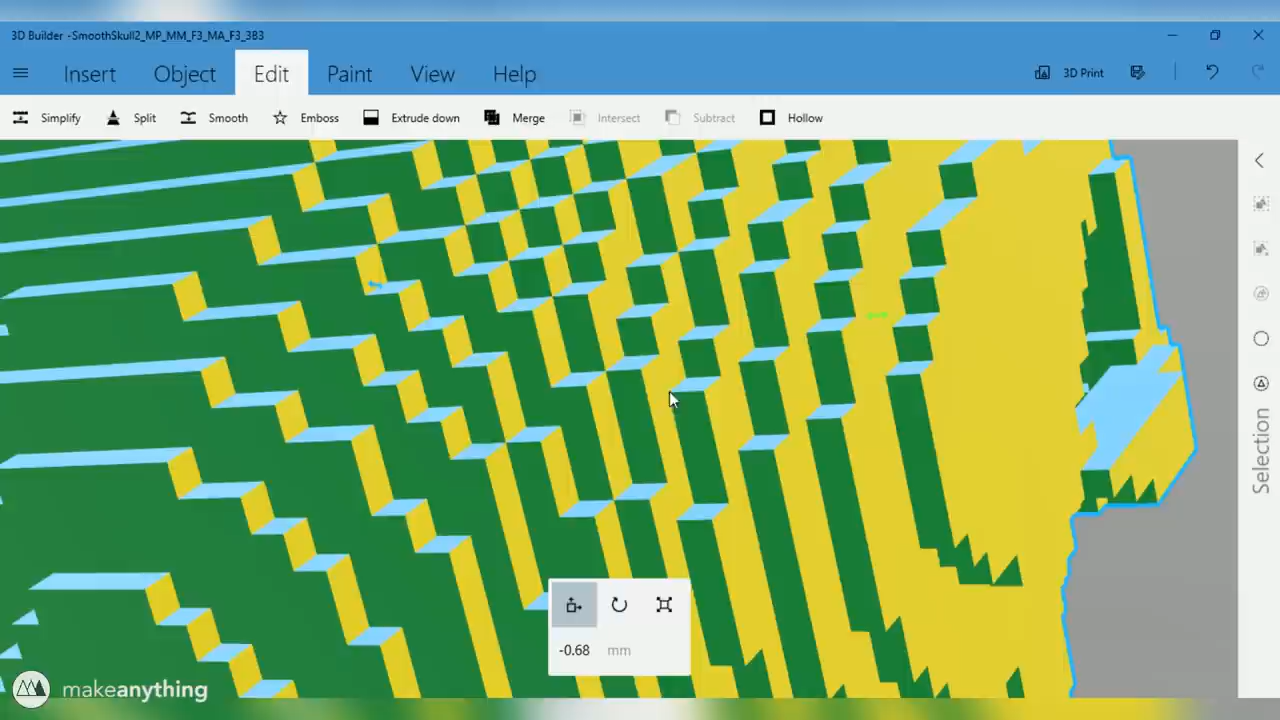 3D Builder -SmoothSkull2_MP_MM_F3_MA_F3_3B3
Insert Object Edit Paint View Help 3D Print
Simplify Split Smooth Emboss Extrude down Merge Intersect Subtract Hollow
Selection
-0.68 mm
makeanything